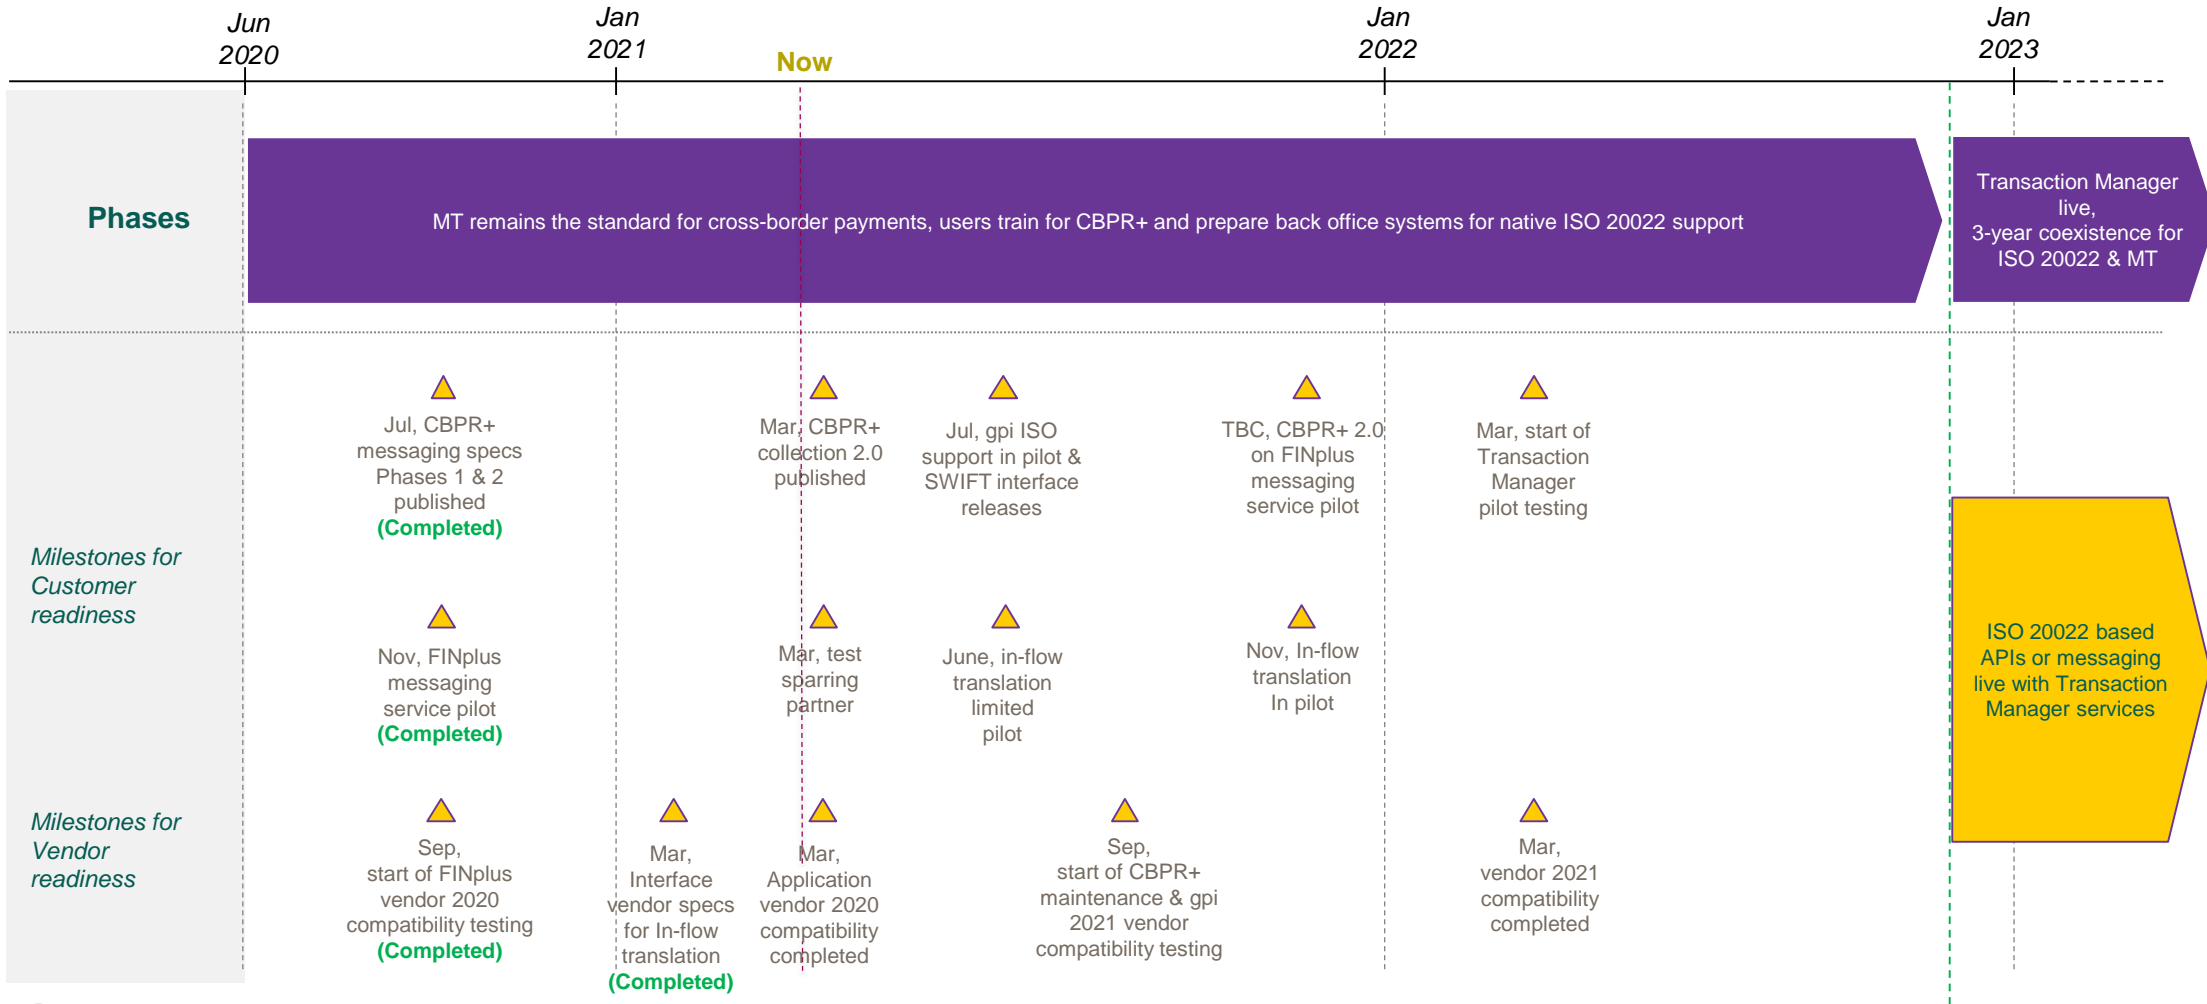 Jun
2020
Jan
2021
Now
Jan
2022
Jan
2023
Phases
MT remains the standard for cross-border payments, users train for CBPR+ and prepare back office systems for native ISO 20022 support
Transaction Manager
live,
3-year coexistence for
ISO 20022 & MT
Milestones for
Customer
readiness
Jul, CBPR+
messaging specs
Phases 1 & 2
published
(Completed)
Mar, CBPR+
collection 2.0
published
Jul, gpi ISO
support in pilot &
SWIFT interface
releases
TBC, CBPR+ 2.0
on FINplus
messaging
service pilot
Mar, start of
Transaction
Manager
pilot testing
Nov, FINplus
messaging
service pilot
(Completed)
Mar, test
sparring
partner
June, in-flow
translation
limited
pilot
Nov, In-flow
translation
In pilot
ISO 20022 based
APIs or messaging
live with Transaction
Manager services
Milestones for
Vendor
readiness
Sep,
start of FINplus
vendor 2020
compatibility testing
(Completed)
Mar,
Interface
vendor specs
for In-flow
translation
(Completed)
Mar,
Application
vendor 2020
compatibility
completed
Sep,
start of CBPR+
maintenance & gpi
2021 vendor
compatibility testing
Mar,
vendor 2021
compatibility
completed